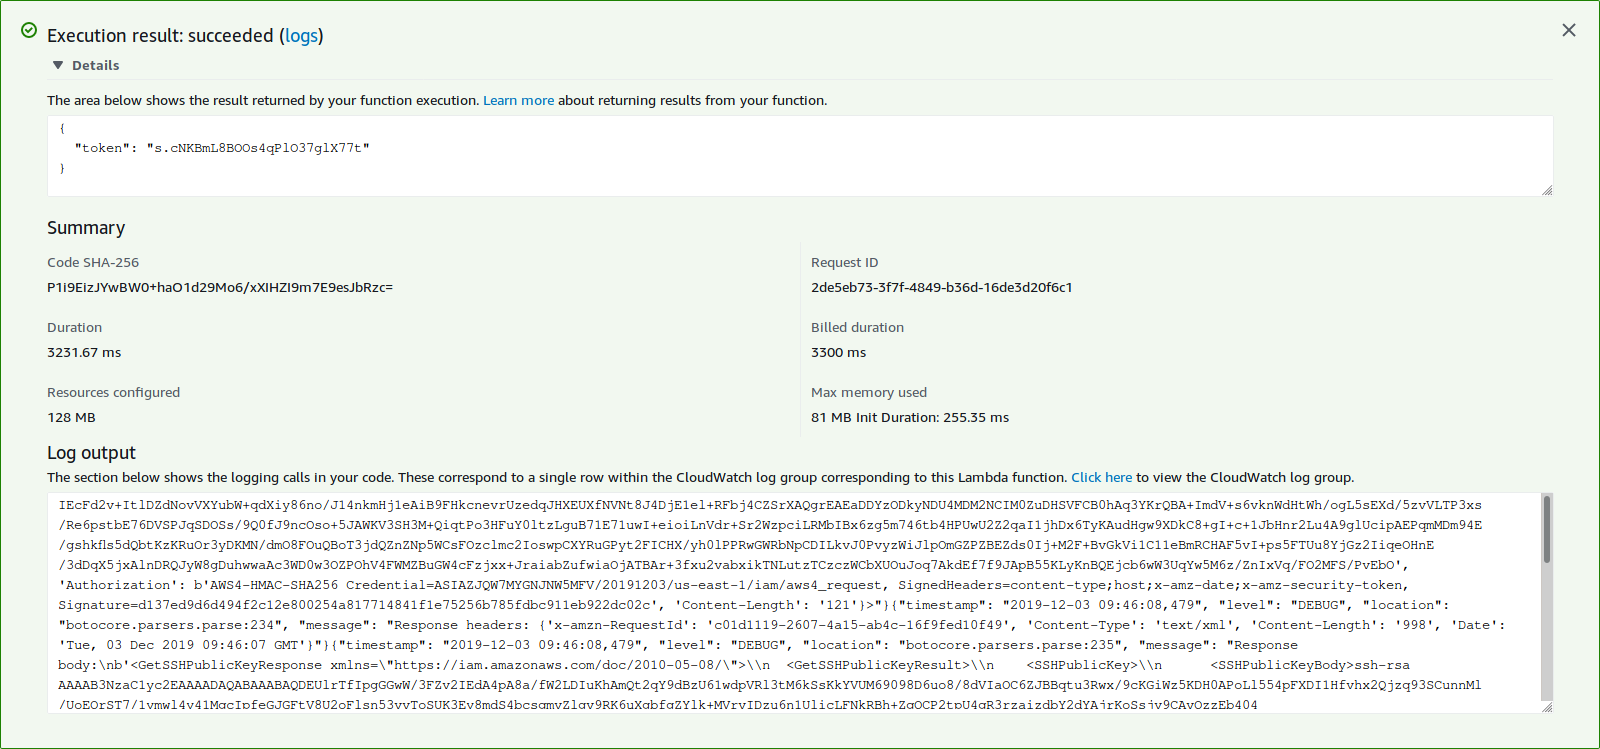 Execution result: succeeded (logs)
Details
The area below shows the result returned by your function execution. Learn more about returning results from your function.
{
"token": "s.cNKBmL8BOOs4qPlO37glX77t"
}
Summary
Code SHA-256
P1i9EizJYwBW0+haO1d29Mo6/xXIHZI9m7E9esJbRzc=
Request ID
2de5eb73-3f7f-4849-b36d-16de3d20f6c1
Duration
3231.67 ms
Billed duration
3300 ms
Resources configured
128 MB
Max memory used
81 MB Init Duration: 255.35 ms
Log output
The section below shows the logging calls in your code. These correspond to a single row within the CloudWatch log group corresponding to this Lambda function. Click here to view the CloudWatch log group.
IEcFd2v+ItlDZdNovVXYubW+qdXiy86no/J14nkmHj1eAiB9FHkcnevrUzedqJHXEUXfNVNt8J4DjE1el+RFbj4CZSrXAQgrEAEaDDYzODkyNDU4MDM2NCIM0ZuDHSVFCB0hAq3YKrQBA+ImdV+s6vknWdHtWh/ogL5sEXd/5zvVLTP3xs
/Re6pstbE76DVSPJqSDOSs/9Q0fJ9ncOso+5JAWKV3SH3M+QiqtPo3HFuY01tzLguB71E71uwI+eioiLnVdr+Sr2WzpciLRMbIBx6zg5m746tb4HPUwU2Z2qaI1jhDx6TyKAudHgw9XDkC8+gI+c+1JbHnr2Lu4A9glUcipAEPqmMDm94E
/gshkfls5dQbtKzKRuOr3yDKMN/dmO8FOuQBoT3jdQZnZNp5WCsFOzclmc2IoswpCXYRuGPyt2FICHX/yh0lPPRwGWRbNpCDILkvJ0PvyzWiJlpOmGZPZBEZds0Ij+M2F+BvGkVi1C11eBmRCHAF5vI+ps5FTUu8YjGz2IiqeOHnE
/3dDqX5jxAlnDRQJyW8gDuhwwaAc3WD0w3OZPOhV4FWMZBuGW4cFzjxx+JraiabZufwiaOjATBAr+3fxu2vabxikTNLutzTCzczWCbXUOuJoq7AkdEf7f9JApB55KLyKnBQEjcb6wW3UqYw5M6z/ZnIxVq/FO2MFS/PvEbO',
'Authorization': b'AWS4-HMAC-SHA256 Credential=ASIAZJQW7MYGNJNW5MFV/20191203/us-east-1/iam/aws4_request, SignedHeaders=content-type;host;x-amz-date;x-amz-security-token,
Signature=d137ed9d6d494f2c12e800254a817714841f1e75256b785fdbc911eb922dc02c', 'Content-Length': '121'}>"}{"timestamp": "2019-12-03 09:46:08,479", "level": "DEBUG", "location":
"botocore.parsers.parse:234", "message": "Response headers: {'x-amzn-RequestId': 'c01d1119-2607-4a15-ab4c-16f9fed10f49', 'Content-Type': 'text/xml', 'Content-Length': '998', 'Date':
'Tue, 03 Dec 2019 09:46:07 GMT'}"}{"timestamp": "2019-12-03 09:46:08,479", "level": "DEBUG", "location": "botocore.parsers.parse:235", "message": "Response
body:\nb'<GetSSHPublicKeyResponse xmlns=\"https://iam.amazonaws.com/doc/2010-05-08/\">\\n <GetSSHPublicKeyResult>\\n <SSHPublicKey>\\n <SSHPublicKeyBody>ssh-rsa
AAAAB3NzaC1yc2EAAAADAQABAAABAQDEUlrTfIpgGGwW/3FZv2IEdA4pA8a/fW2LDIuKhAmQt2qY9dBzU61wdpVRl3tM6kSsKkYVUM69098D6uo8/8dVIaOC6ZJBBqtu3Rwx/9cKGiWz5KDH0APoLl554pFXDI1Hfvhx2Qjzq93SCunnMl